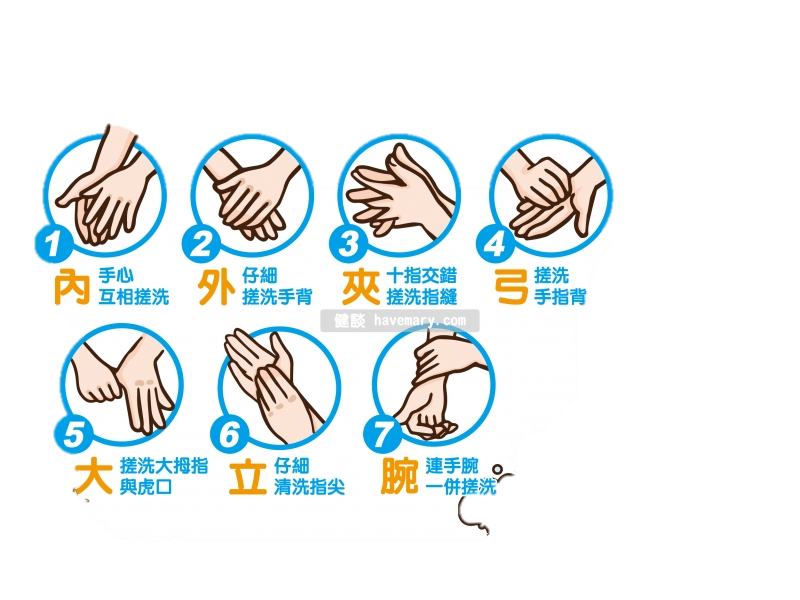 1
內 手心
互相搓洗
2
外 仔細
搓洗手背
3
夾 十指交錯
搓洗指縫
4
弓 搓洗
手指背
健談 havemary.com
5
大 搓洗大拇指
與虎口
6
立 仔細
清洗指尖
7
腕 連手腕
一併搓洗